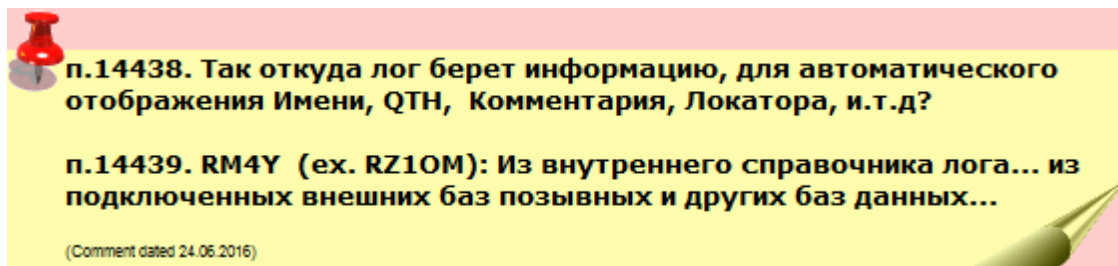 п.14438. Так откуда лог берет информацию, для автоматического
отображения Имени, QTH, Комментария, Локатора, и.т.д?
п.14439. RM4Y (ex. RZ1OM): Из внутреннего справочника лога... из
подключенных внешних баз позывных и других баз данных...
(Comment dated 24.06.2016)